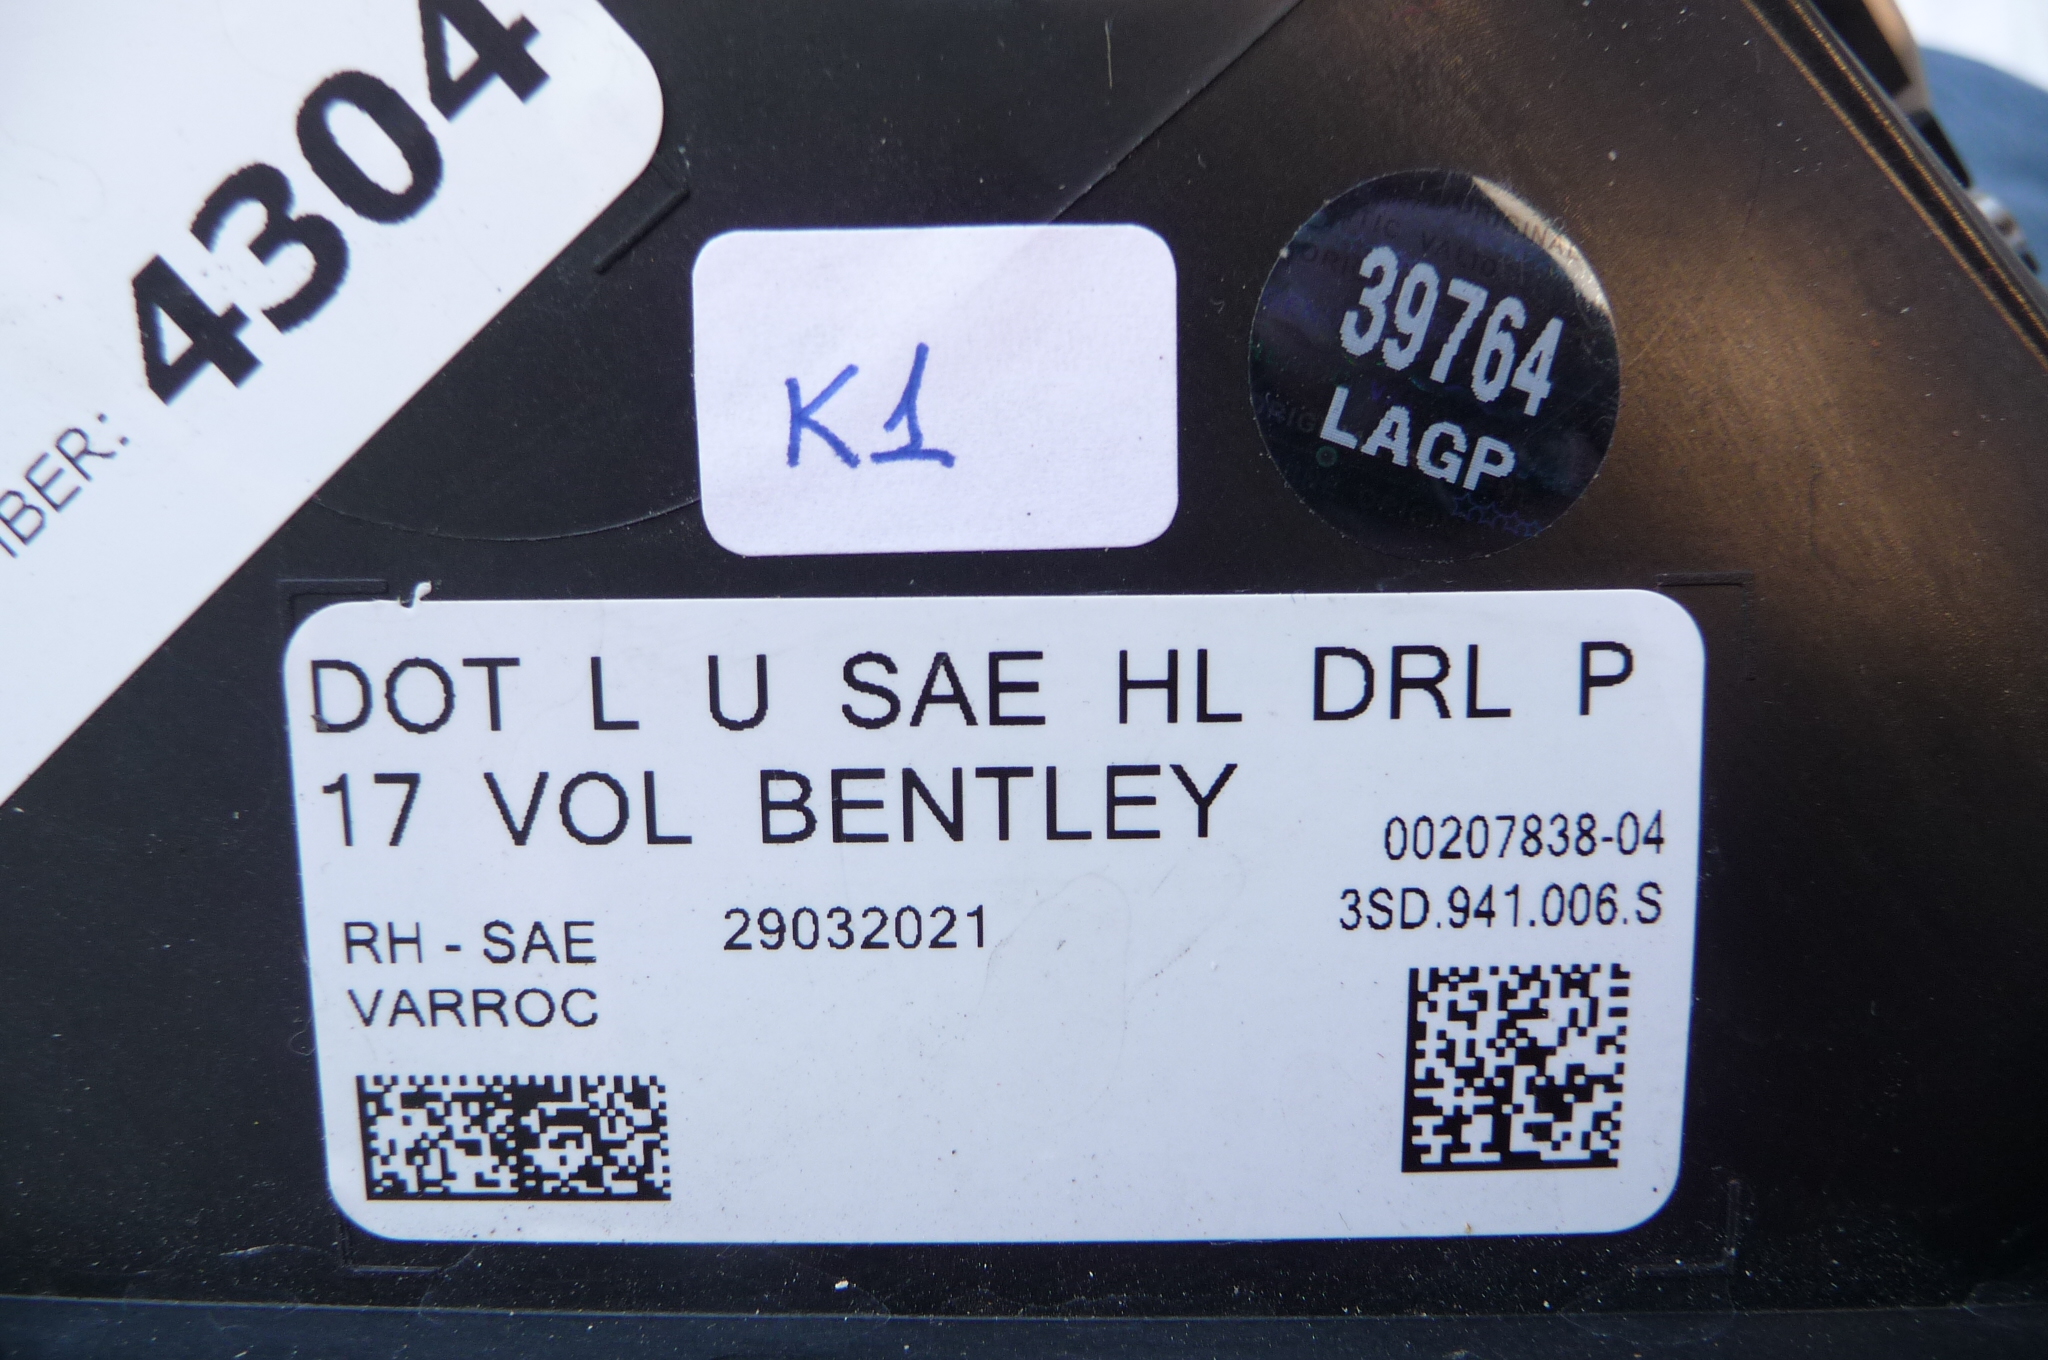 4304
BER:
K1
39764
LAGP
DOT L U SAE HL DRL P
17 VOL BENTLEY
00207838-04
3SD.941.006.S
RH - SAE
29032021
VARROC